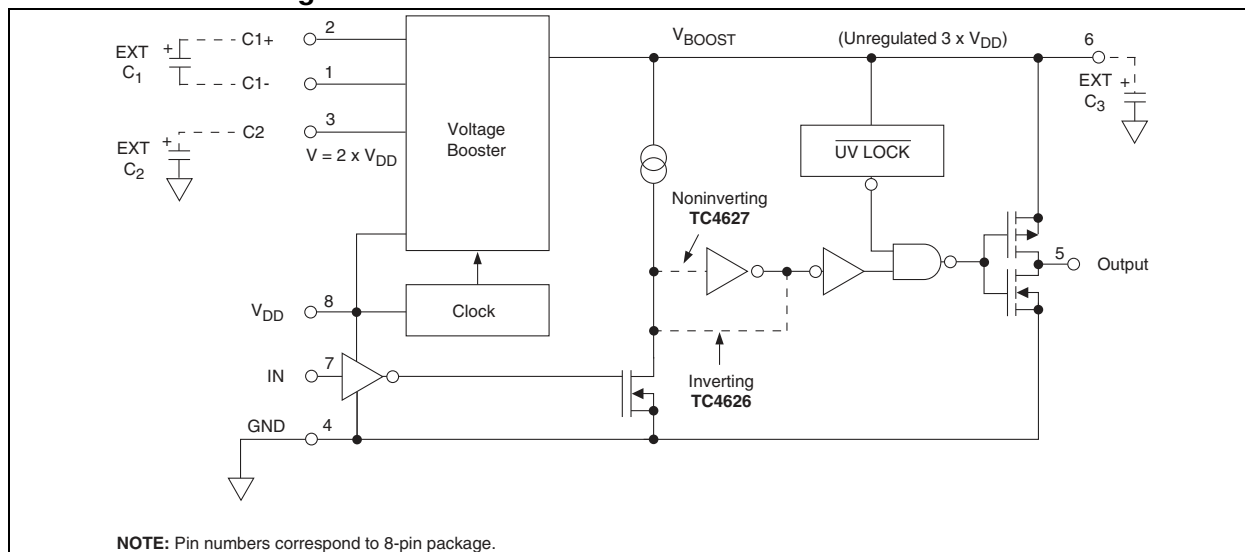 C1+
2
EXT
C1
+
C1-
1
C2
3
EXT
C2
+
V = 2 x VDD
Voltage
Booster
VBOOST
(Unregulated 3 x VDD)
6
EXT
C3
+
UV LOCK
Noninverting
TC4627
5
Output
VDD
8
Clock
IN
7
Inverting
TC4626
GND
4
NOTE: Pin numbers correspond to 8-pin package.